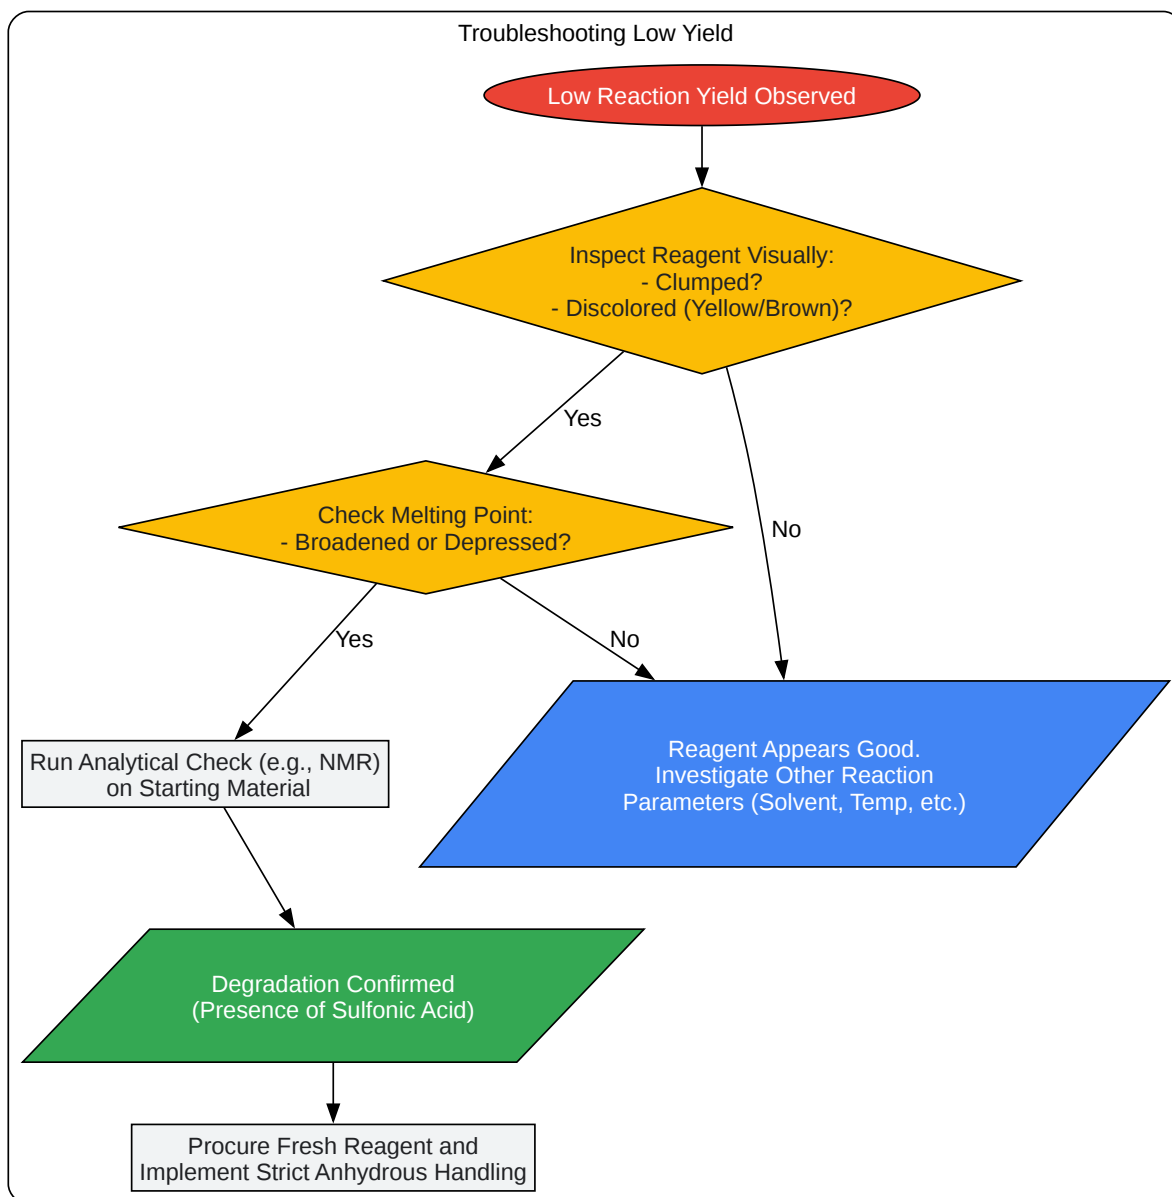 Troubleshooting Low Yield
Low Reaction Yield Observed
Inspect Reagent Visually:
- Clumped?
- Discolored (Yellow/Brown)?
Yes
No
Check Melting Point:
- Broadened or Depressed?
Yes
No
Run Analytical Check (e.g., NMR)
on Starting Material
Reagent Appears Good.
Investigate Other Reaction
Parameters (Solvent, Temp, etc.)
Degradation Confirmed
(Presence of Sulfonic Acid)
Procure Fresh Reagent and
Implement Strict Anhydrous Handling